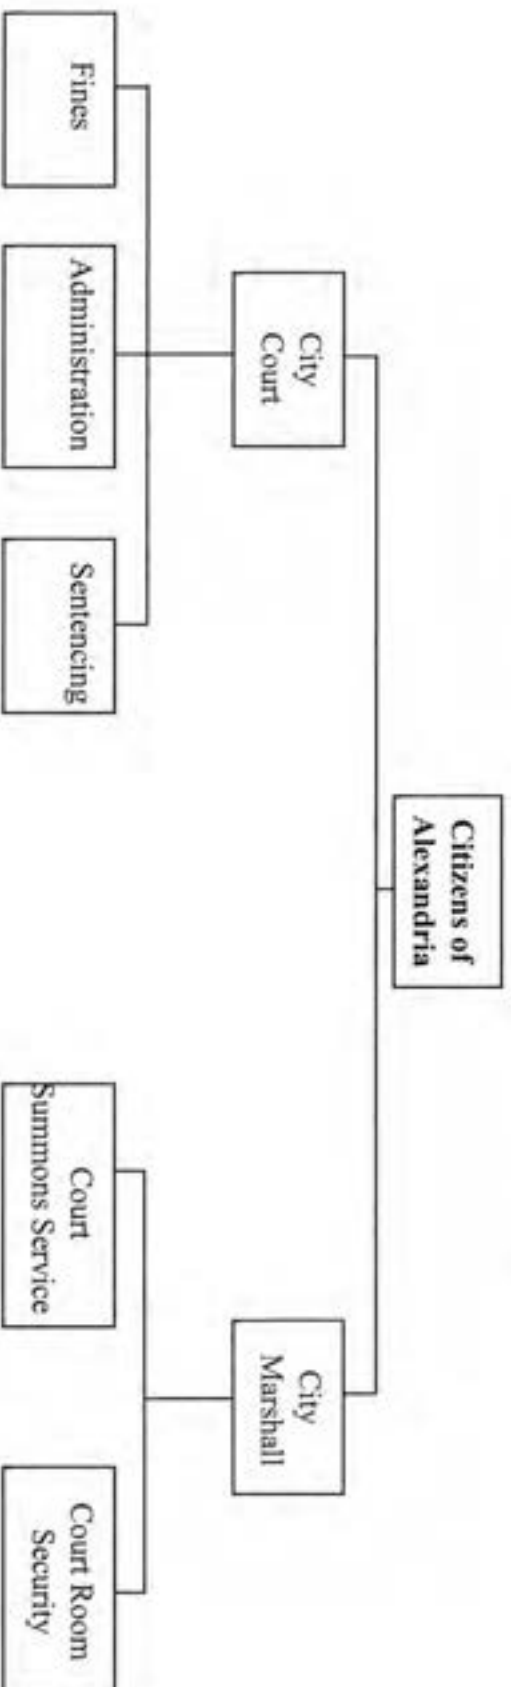 Citizens of
Alexandria
City
Court
City
Marshall
Fines
Administration
Sentencing
Court
Summons Service
Court Room
Security